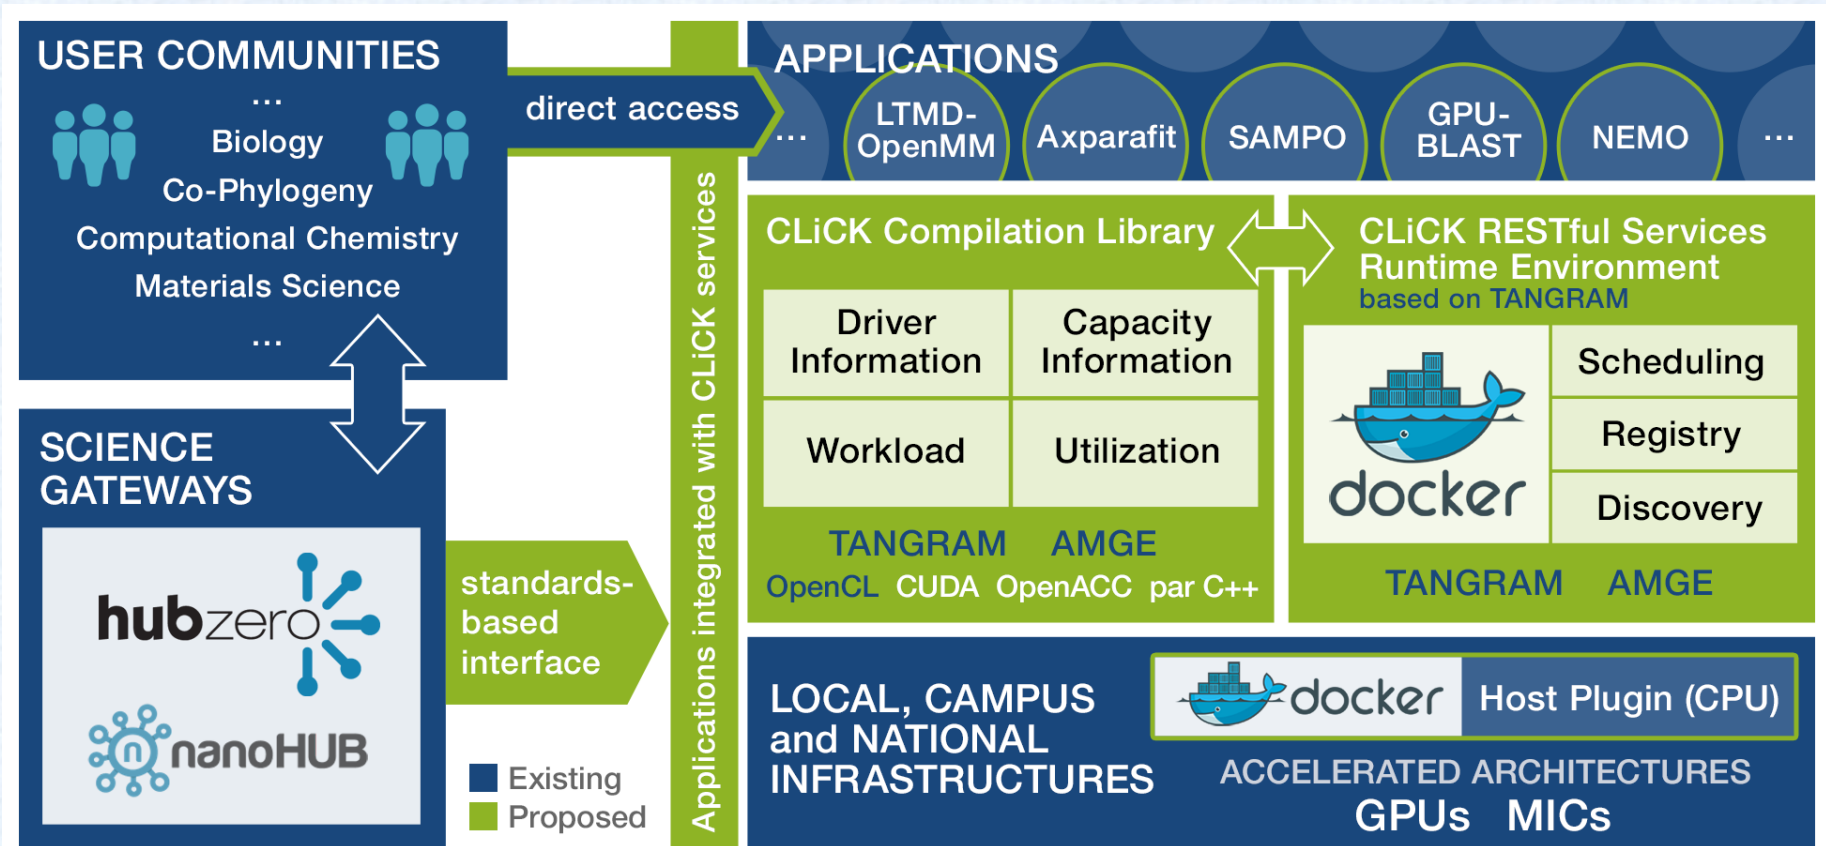 USER COMMUNITIES
...
Biology
Co-Phylogeny
Computational Chemistry
Materials Science
...
direct access
SCIENCE
GATEWAYS
hubzero
n nanoHUB
standards-
based
interface
Existing
Proposed
Applications integrated with CLiCK services
APPLICATIONS
...
LTMD-
OpenMM
Axparafit
SAMPO
GPU-
BLAST
NEMO
...
CLiCK Compilation Library
Driver
Information
Capacity
Information
Workload
Utilization
TANGRAM AMGE
OpenCL CUDA OpenACC par C++
CLiCK RESTful Services
Runtime Environment
based on TANGRAM
docker
Scheduling
Registry
Discovery
TANGRAM AMGE
LOCAL, CAMPUS
and NATIONAL
INFRASTRUCTURES
docker
Host Plugin (CPU)
ACCELERATED ARCHITECTURES
GPUs MICs